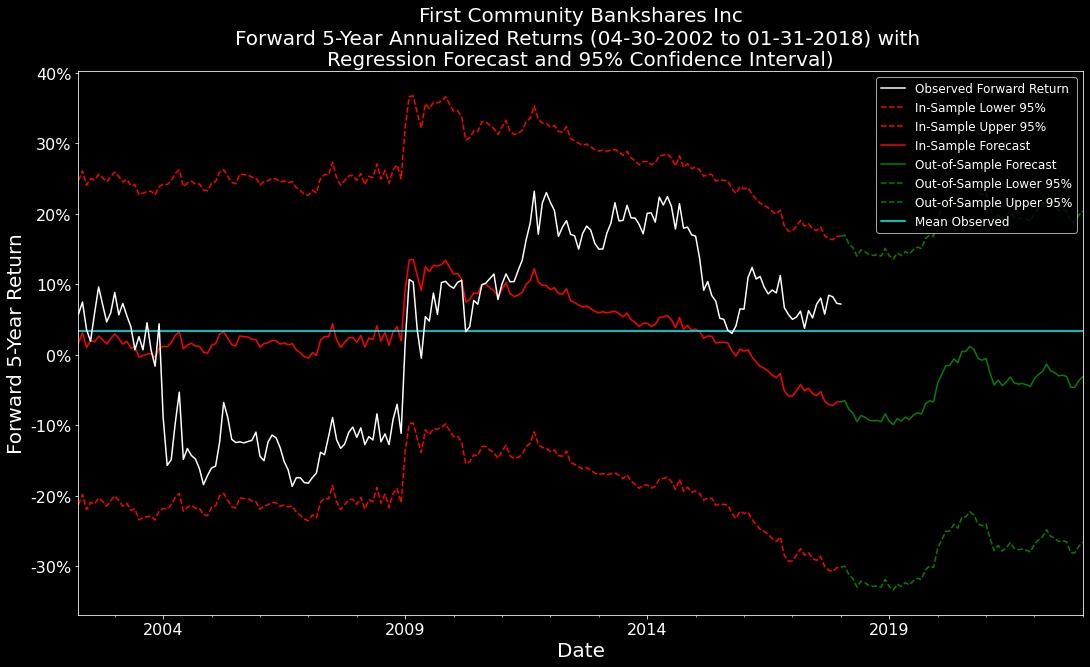 First Community Bankshares Inc
Forward 5-Year Annualized Returns (04-30-2002 to 01-31-2018) with
Regression Forecast and 95% Confidence Interval)
Forward 5-Year Return
40%
30%
20%
10%
0%
-10%
-20%
-30%
Observed Forward Return
In-Sample Lower 95%
In-Sample Upper 95%
In-Sample Forecast
Out-of-Sample Forecast
Out-of-Sample Lower 95%
Out-of-Sample Upper 95%
Mean Observed
2004
2009
2014
2019
Date